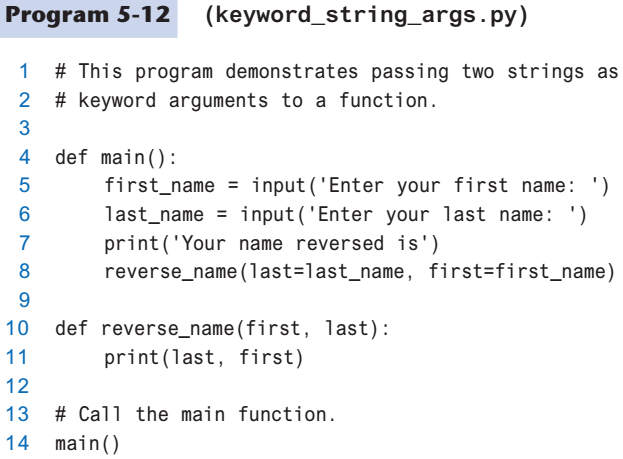 Program 5-12 (keyword_string_args.py)
1 # This program demonstrates passing two strings as
2 # keyword arguments to a function.
3
4 def main():
5     first_name = input('Enter your first name: ')
6     last_name = input('Enter your last name: ')
7     print('Your name reversed is')
8     reverse_name(last=last_name, first=first_name)
9
10 def reverse_name(first, last):
11     print(last, first)
12
13 # Call the main function.
14 main()